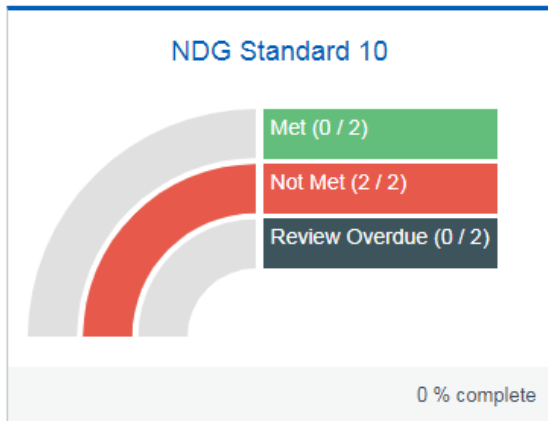 NDG Standard 10
Met (0 / 2)
Not Met (2 / 2)
Review Overdue (0 / 2)
0 % complete